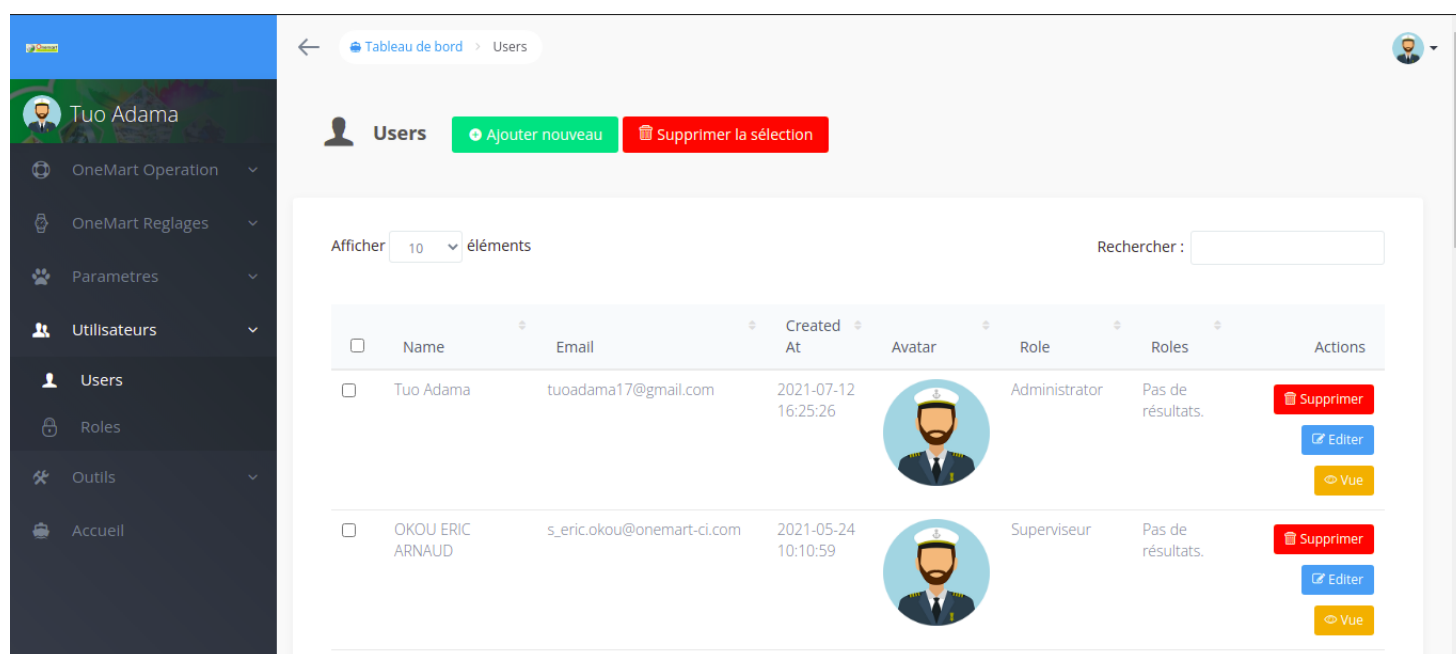 Onemart
Tableau de bord > Users
Tuo Adama
OneMart Operation
OneMart Reglages
Parametres
Utilisateurs
Users
Roles
Outils
Accueil
Users
Ajouter nouveau
Supprimer la sélection
Afficher 10 éléments
Rechercher :
Name Email Created At Avatar Role Roles Actions
Tuo Adama tuoadama17@gmail.com 2021-07-12 Administrator Pas de Supprimer
16:25:26 résultats.
Editer
Vue
OKOU ERIC s_eric.okou@onemart-ci.com 2021-05-24 Superviseur Pas de Supprimer
ARNAUD 10:10:59 résultats.
Editer
Vue